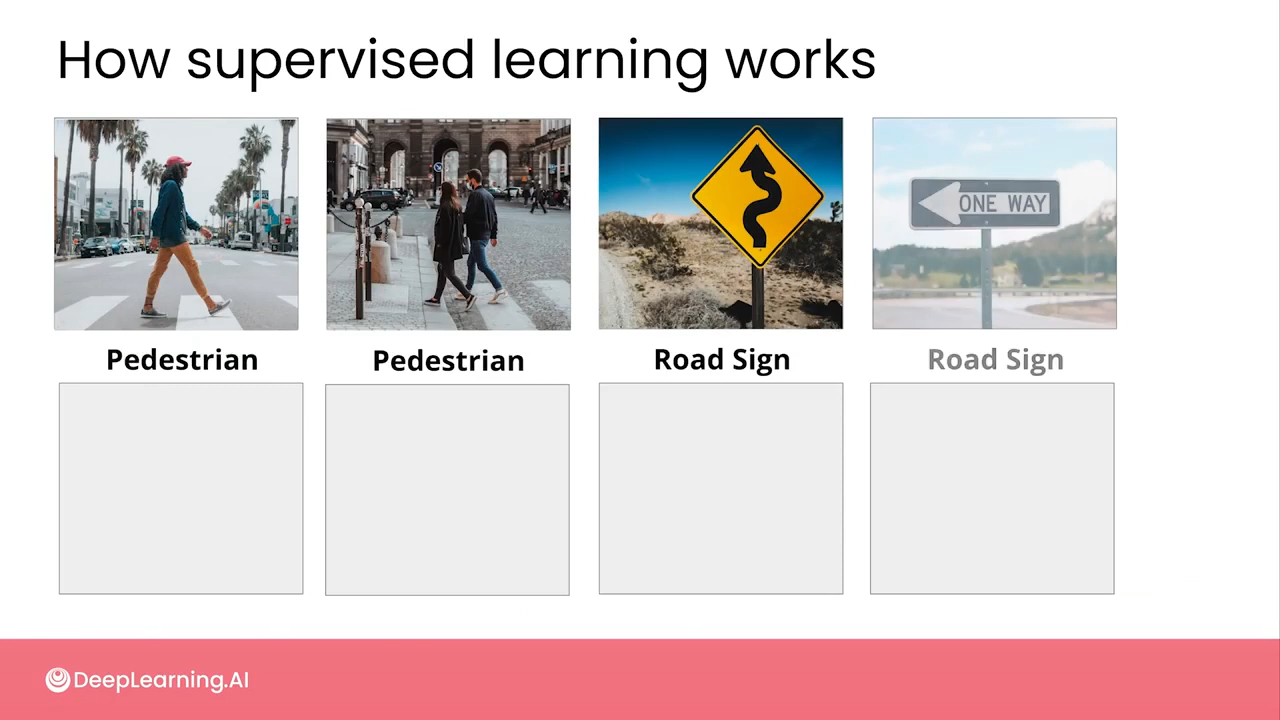 How supervised learning works
ONE WAY
Pedestrian
Pedestrian
Road Sign
Road Sign
DeepLearning.AI